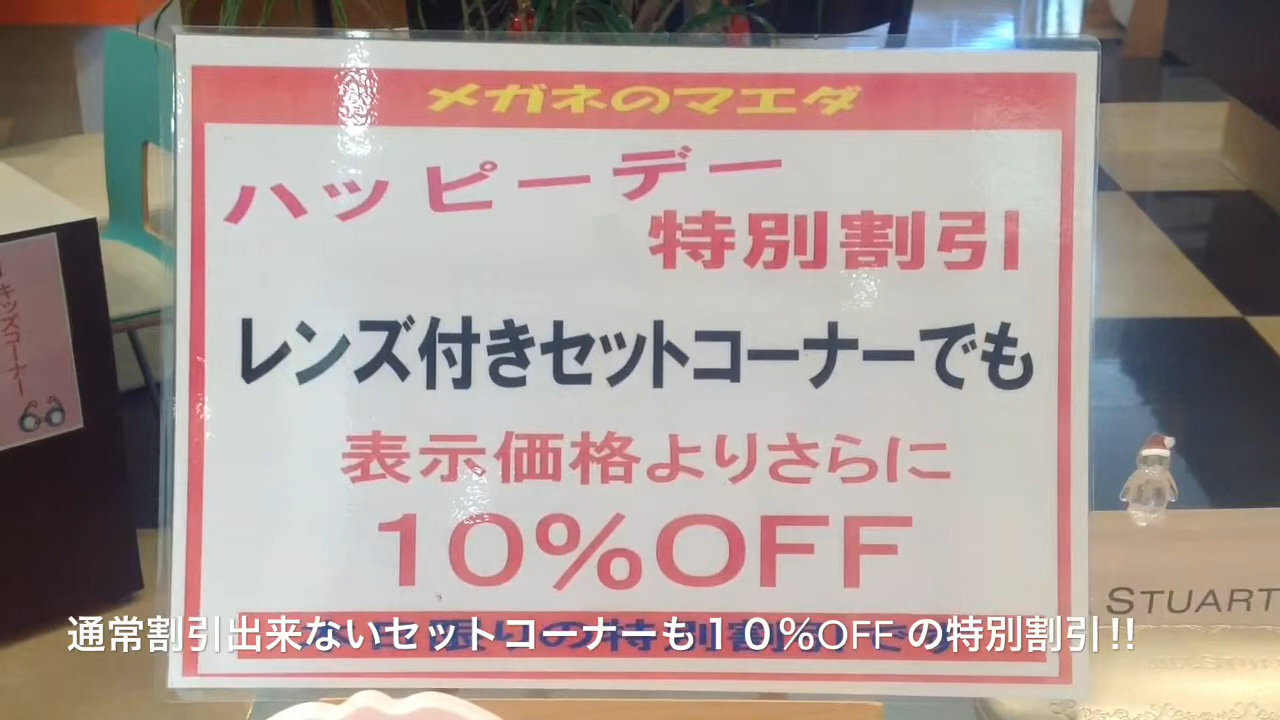 メガネのマエダ
ハッピーデー
特別割引
レンズ付きセットコーナーでも
表示価格よりさらに
10%OFF
通常割引出来ないセットコーナーも１０%OFFの特別割引!!
キッズコーナー
STUART